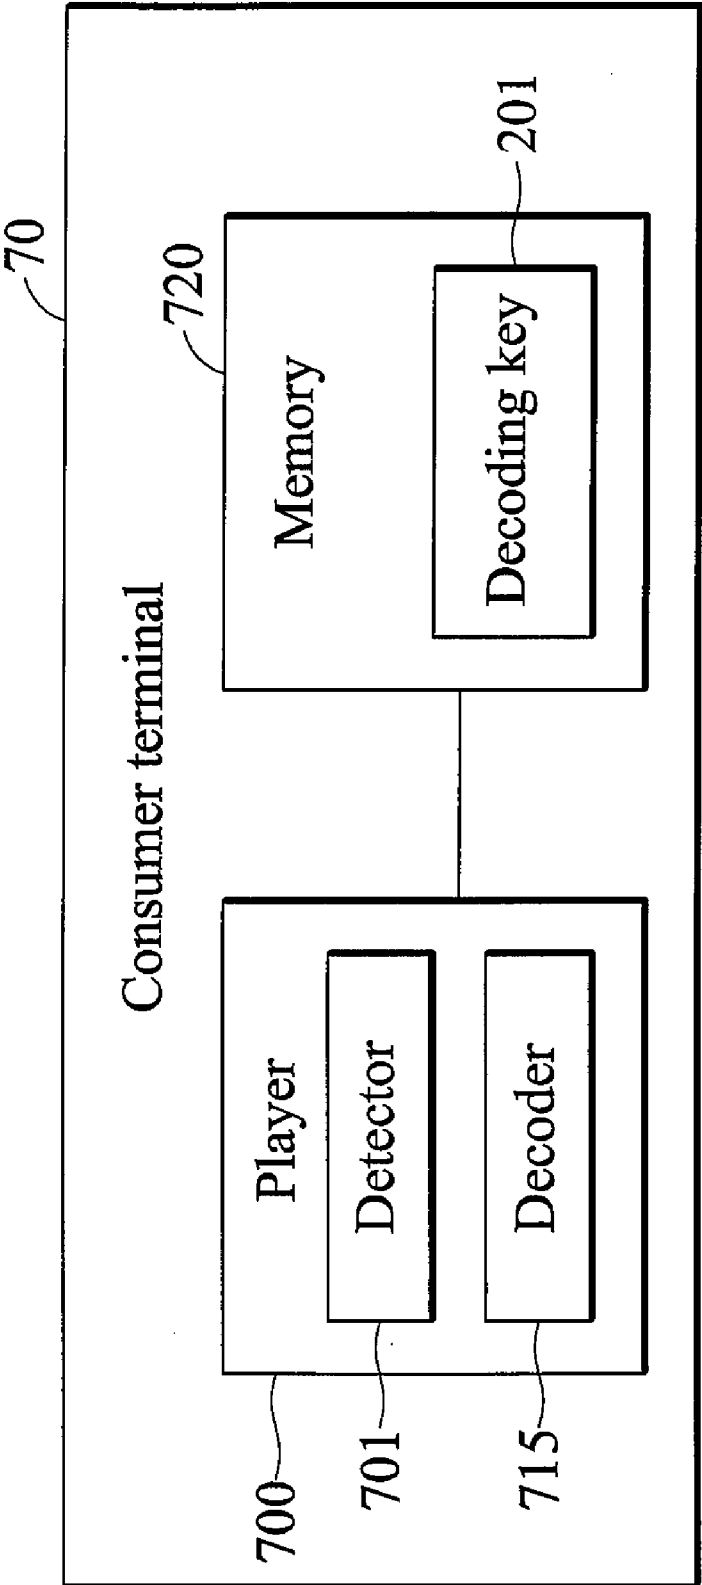 70
Consumer terminal
700
Player
701
Detector
715
Decoder
720
Memory
Decoding key
201